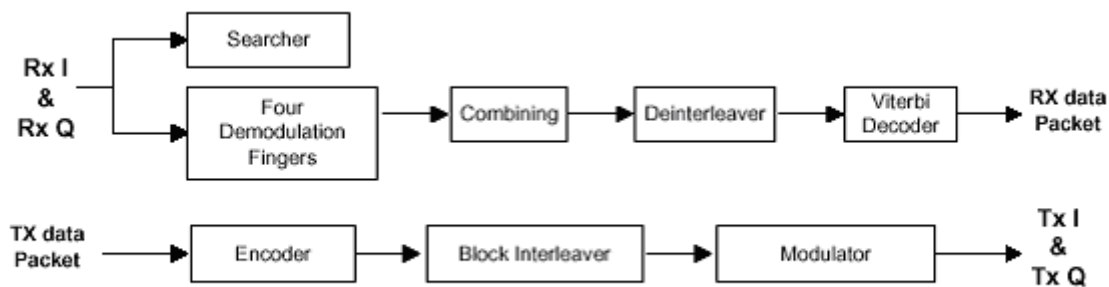 Rx I
&
Rx Q
Searcher
Four
Demodulation
Fingers
Combining
Deinterleaver
Viterbi
Decoder
RX data
Packet
TX data
Packet
Encoder
Block Interleaver
Modulator
Tx I
&
Tx Q